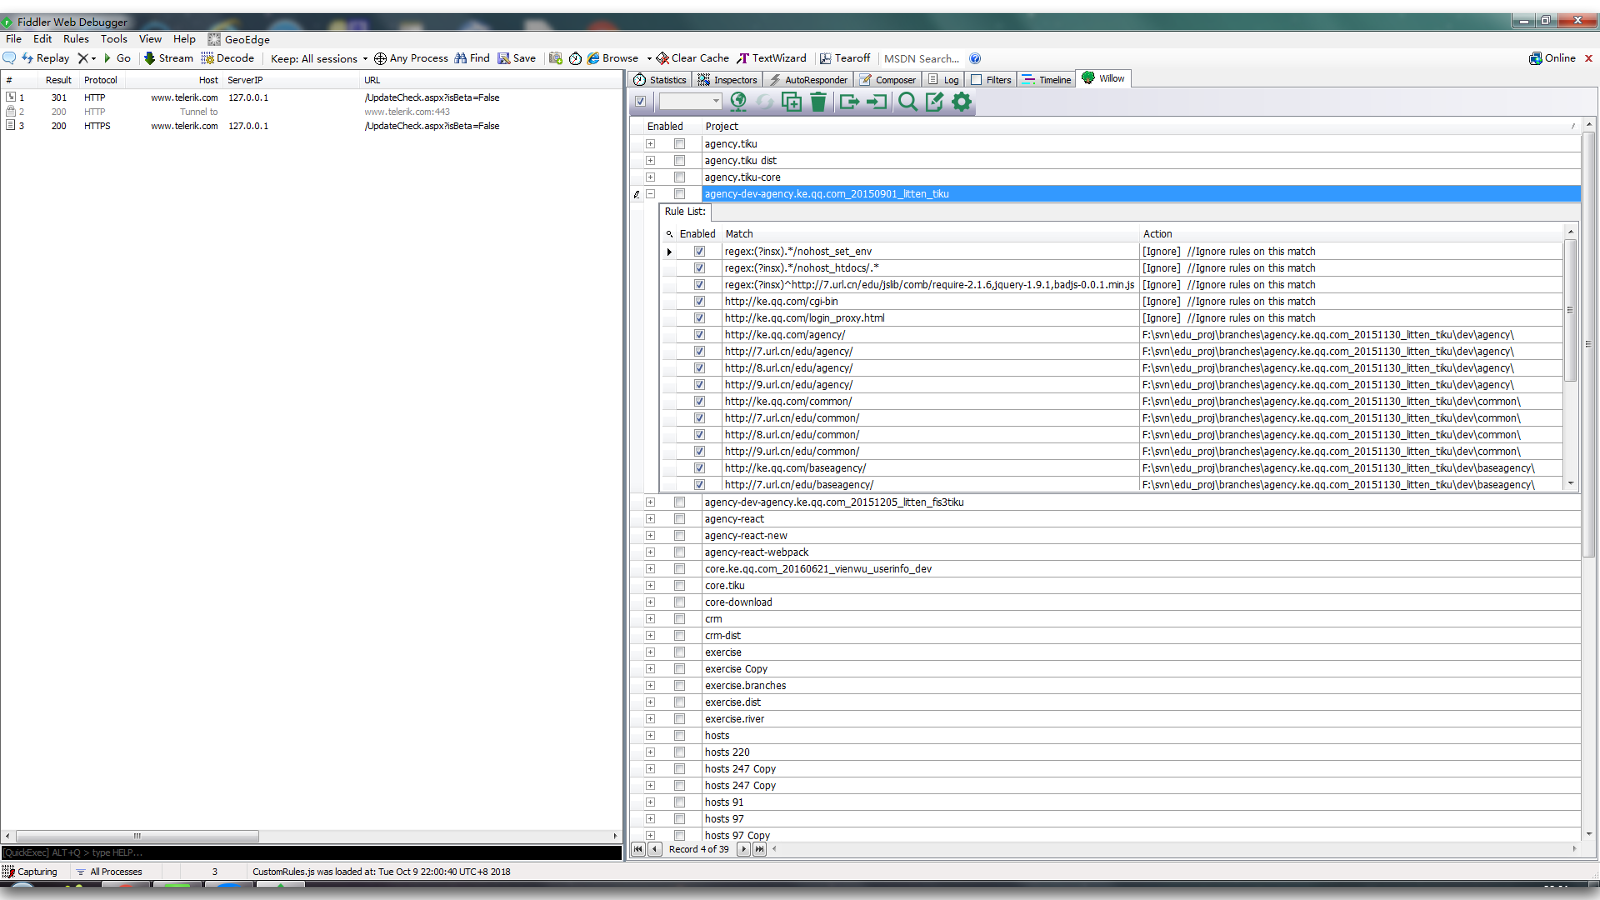 Fiddler Web Debugger
File Edit Rules Tools View Help GeoEdge
Replay Go Stream Decode Keep: All sessions Any Process Find Save Browse Clear Cache TextWizard Tearoff MSDN Search... Online
# Result Protocol Host ServerIP URL
1 301 HTTP www.telerik.com 127.0.0.1 /UpdateCheck.aspx?isBeta=False
2 200 HTTP Tunnel to www.telerik.com:443
3 200 HTTPS www.telerik.com 127.0.0.1 /UpdateCheck.aspx?isBeta=False
Statistics Inspectors AutoResponder Composer Log Filters Timeline Willow
Enabled Project
agency.tiku
agency.tiku dist
agency.tiku-core
agency-dev-agency.ke.qq.com_20150901_litten_tiku
Rule List:
Enabled Match Action
regex:(?insx).*/nohost_set_env [Ignore] //Ignore rules on this match
regex:(?insx).*/nohost_htdocs/.* [Ignore] //Ignore rules on this match
regex:(?insx)^http://7.url.cn/edu/jslib/comb/require-2.1.6,jquery-1.9.1,badjs-0.0.1.min.js [Ignore] //Ignore rules on this match
http://ke.qq.com/cgi-bin [Ignore] //Ignore rules on this match
http://ke.qq.com/login_proxy.html [Ignore] //Ignore rules on this match
http://ke.qq.com/agency/ F:\svn\edu_proj\branches\agency.ke.qq.com_20151130_litten_tiku\dev\agency\
http://7.url.cn/edu/agency/ F:\svn\edu_proj\branches\agency.ke.qq.com_20151130_litten_tiku\dev\agency\
http://8.url.cn/edu/agency/ F:\svn\edu_proj\branches\agency.ke.qq.com_20151130_litten_tiku\dev\agency\
http://9.url.cn/edu/agency/ F:\svn\edu_proj\branches\agency.ke.qq.com_20151130_litten_tiku\dev\agency\
http://ke.qq.com/common/ F:\svn\edu_proj\branches\agency.ke.qq.com_20151130_litten_tiku\dev\common\
http://7.url.cn/edu/common/ F:\svn\edu_proj\branches\agency.ke.qq.com_20151130_litten_tiku\dev\common\
http://8.url.cn/edu/common/ F:\svn\edu_proj\branches\agency.ke.qq.com_20151130_litten_tiku\dev\common\
http://9.url.cn/edu/common/ F:\svn\edu_proj\branches\agency.ke.qq.com_20151130_litten_tiku\dev\common\
http://ke.qq.com/baseagency/ F:\svn\edu_proj\branches\agency.ke.qq.com_20151130_litten_tiku\dev\baseagency\
http://7.url.cn/edu/baseagency/ F:\svn\edu_proj\branches\agency.ke.qq.com_20151130_litten_tiku\dev\baseagency\
agency-dev-agency.ke.qq.com_20151205_litten_fis3tiku
agency-react
agency-react-new
agency-react-webpack
core.ke.qq.com_20160621_vienwu_userinfo_dev
core.tiku
core-download
crm
crm-dist
exercise
exercise Copy
exercise.branches
exercise.dist
exercise.river
hosts
hosts 220
hosts 247 Copy
hosts 247 Copy
hosts 91
hosts 97
hosts 97 Copy
Record 4 of 39
[QuickExec] ALT+Q > type HELP...
Capturing All Processes 3 CustomRules.js was loaded at: Tue Oct 9 22:00:40 UTC+8 2018